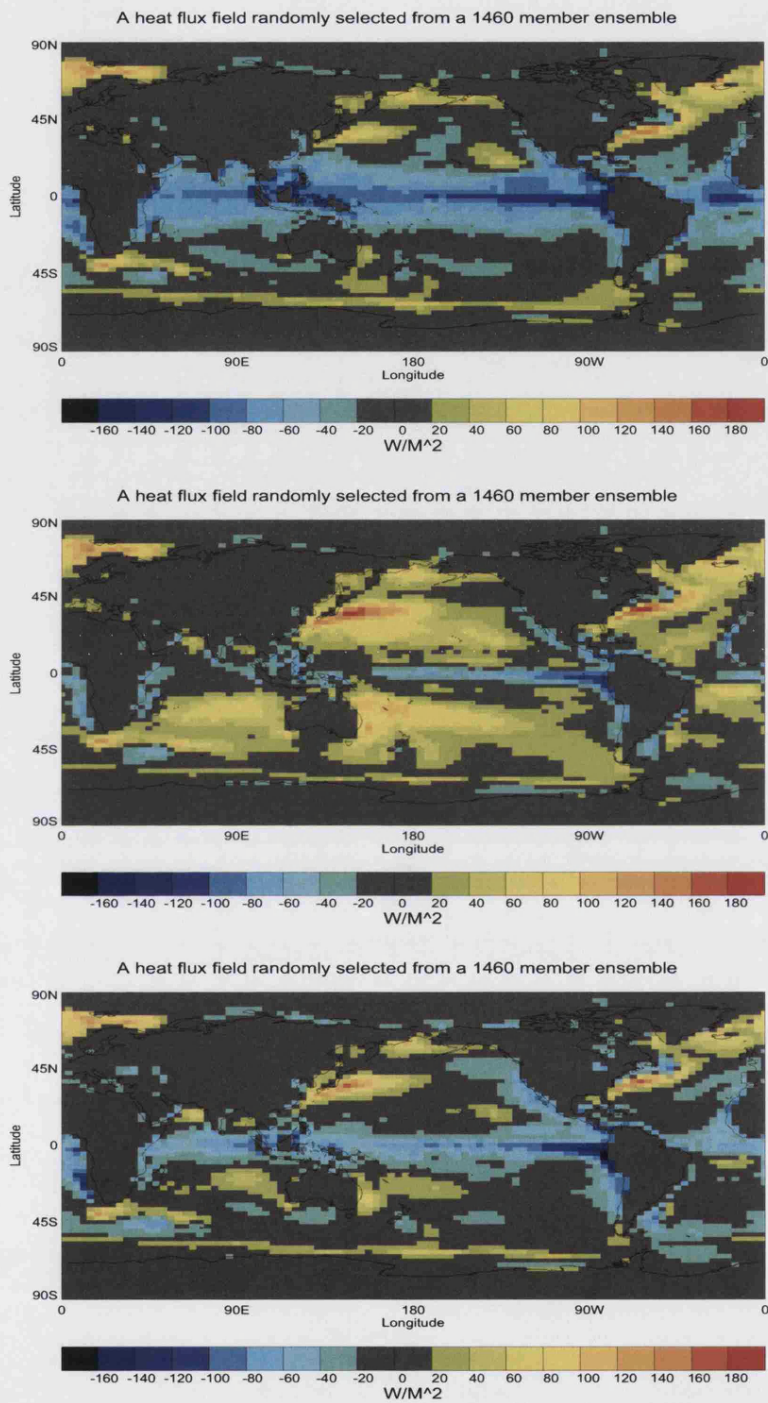 A heat flux field randomly selected from a 1460 member ensemble
90N
45N
Latitude
0
45S
90S
0 90E 180 90W 0
Longitude
-160 -140 -120 -100 -80 -60 -40 -20 0 20 40 60 80 100 120 140 160 180
W/M^2
A heat flux field randomly selected from a 1460 member ensemble
90N
45N
Latitude
0
45S
90S
0 90E 180 90W 0
Longitude
-160 -140 -120 -100 -80 -60 -40 -20 0 20 40 60 80 100 120 140 160 180
W/M^2
A heat flux field randomly selected from a 1460 member ensemble
90N
45N
Latitude
0
45S
90S
0 90E 180 90W 0
Longitude
-160 -140 -120 -100 -80 -60 -40 -20 0 20 40 60 80 100 120 140 160 180
W/M^2